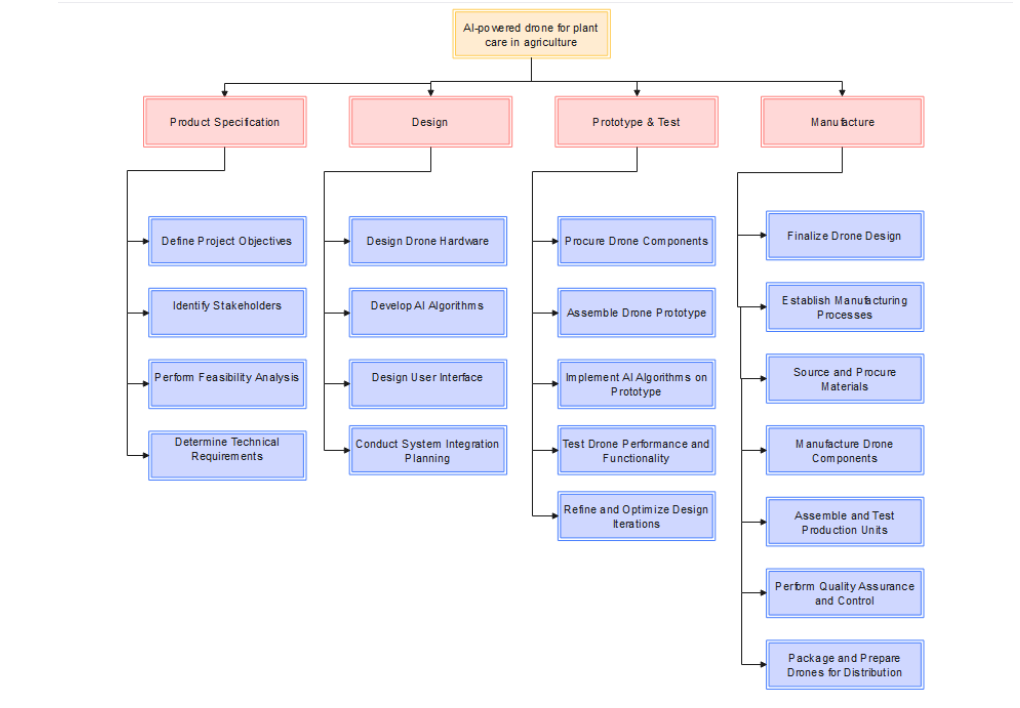 AI-powered drone for plant
care in agriculture
Product Specification
Design
Prototype & Test
Manufacture
Define Project Objectives
Identify Stakeholders
Perform Feasibility Analysis
Determine Technical
Requirements
Design Drone Hardware
Develop AI Algorithms
Design User Interface
Conduct System Integration
Planning
Procure Drone Components
Assemble Drone Prototype
Implement AI Algorithms on
Prototype
Test Drone Performance and
Functionality
Refine and Optimize Design
Iterations
Finalize Drone Design
Establish Manufacturing
Processes
Source and Procure
Materials
Manufacture Drone
Components
Assemble and Test
Production Units
Perform Quality Assurance
and Control
Package and Prepare
Drones for Distribution